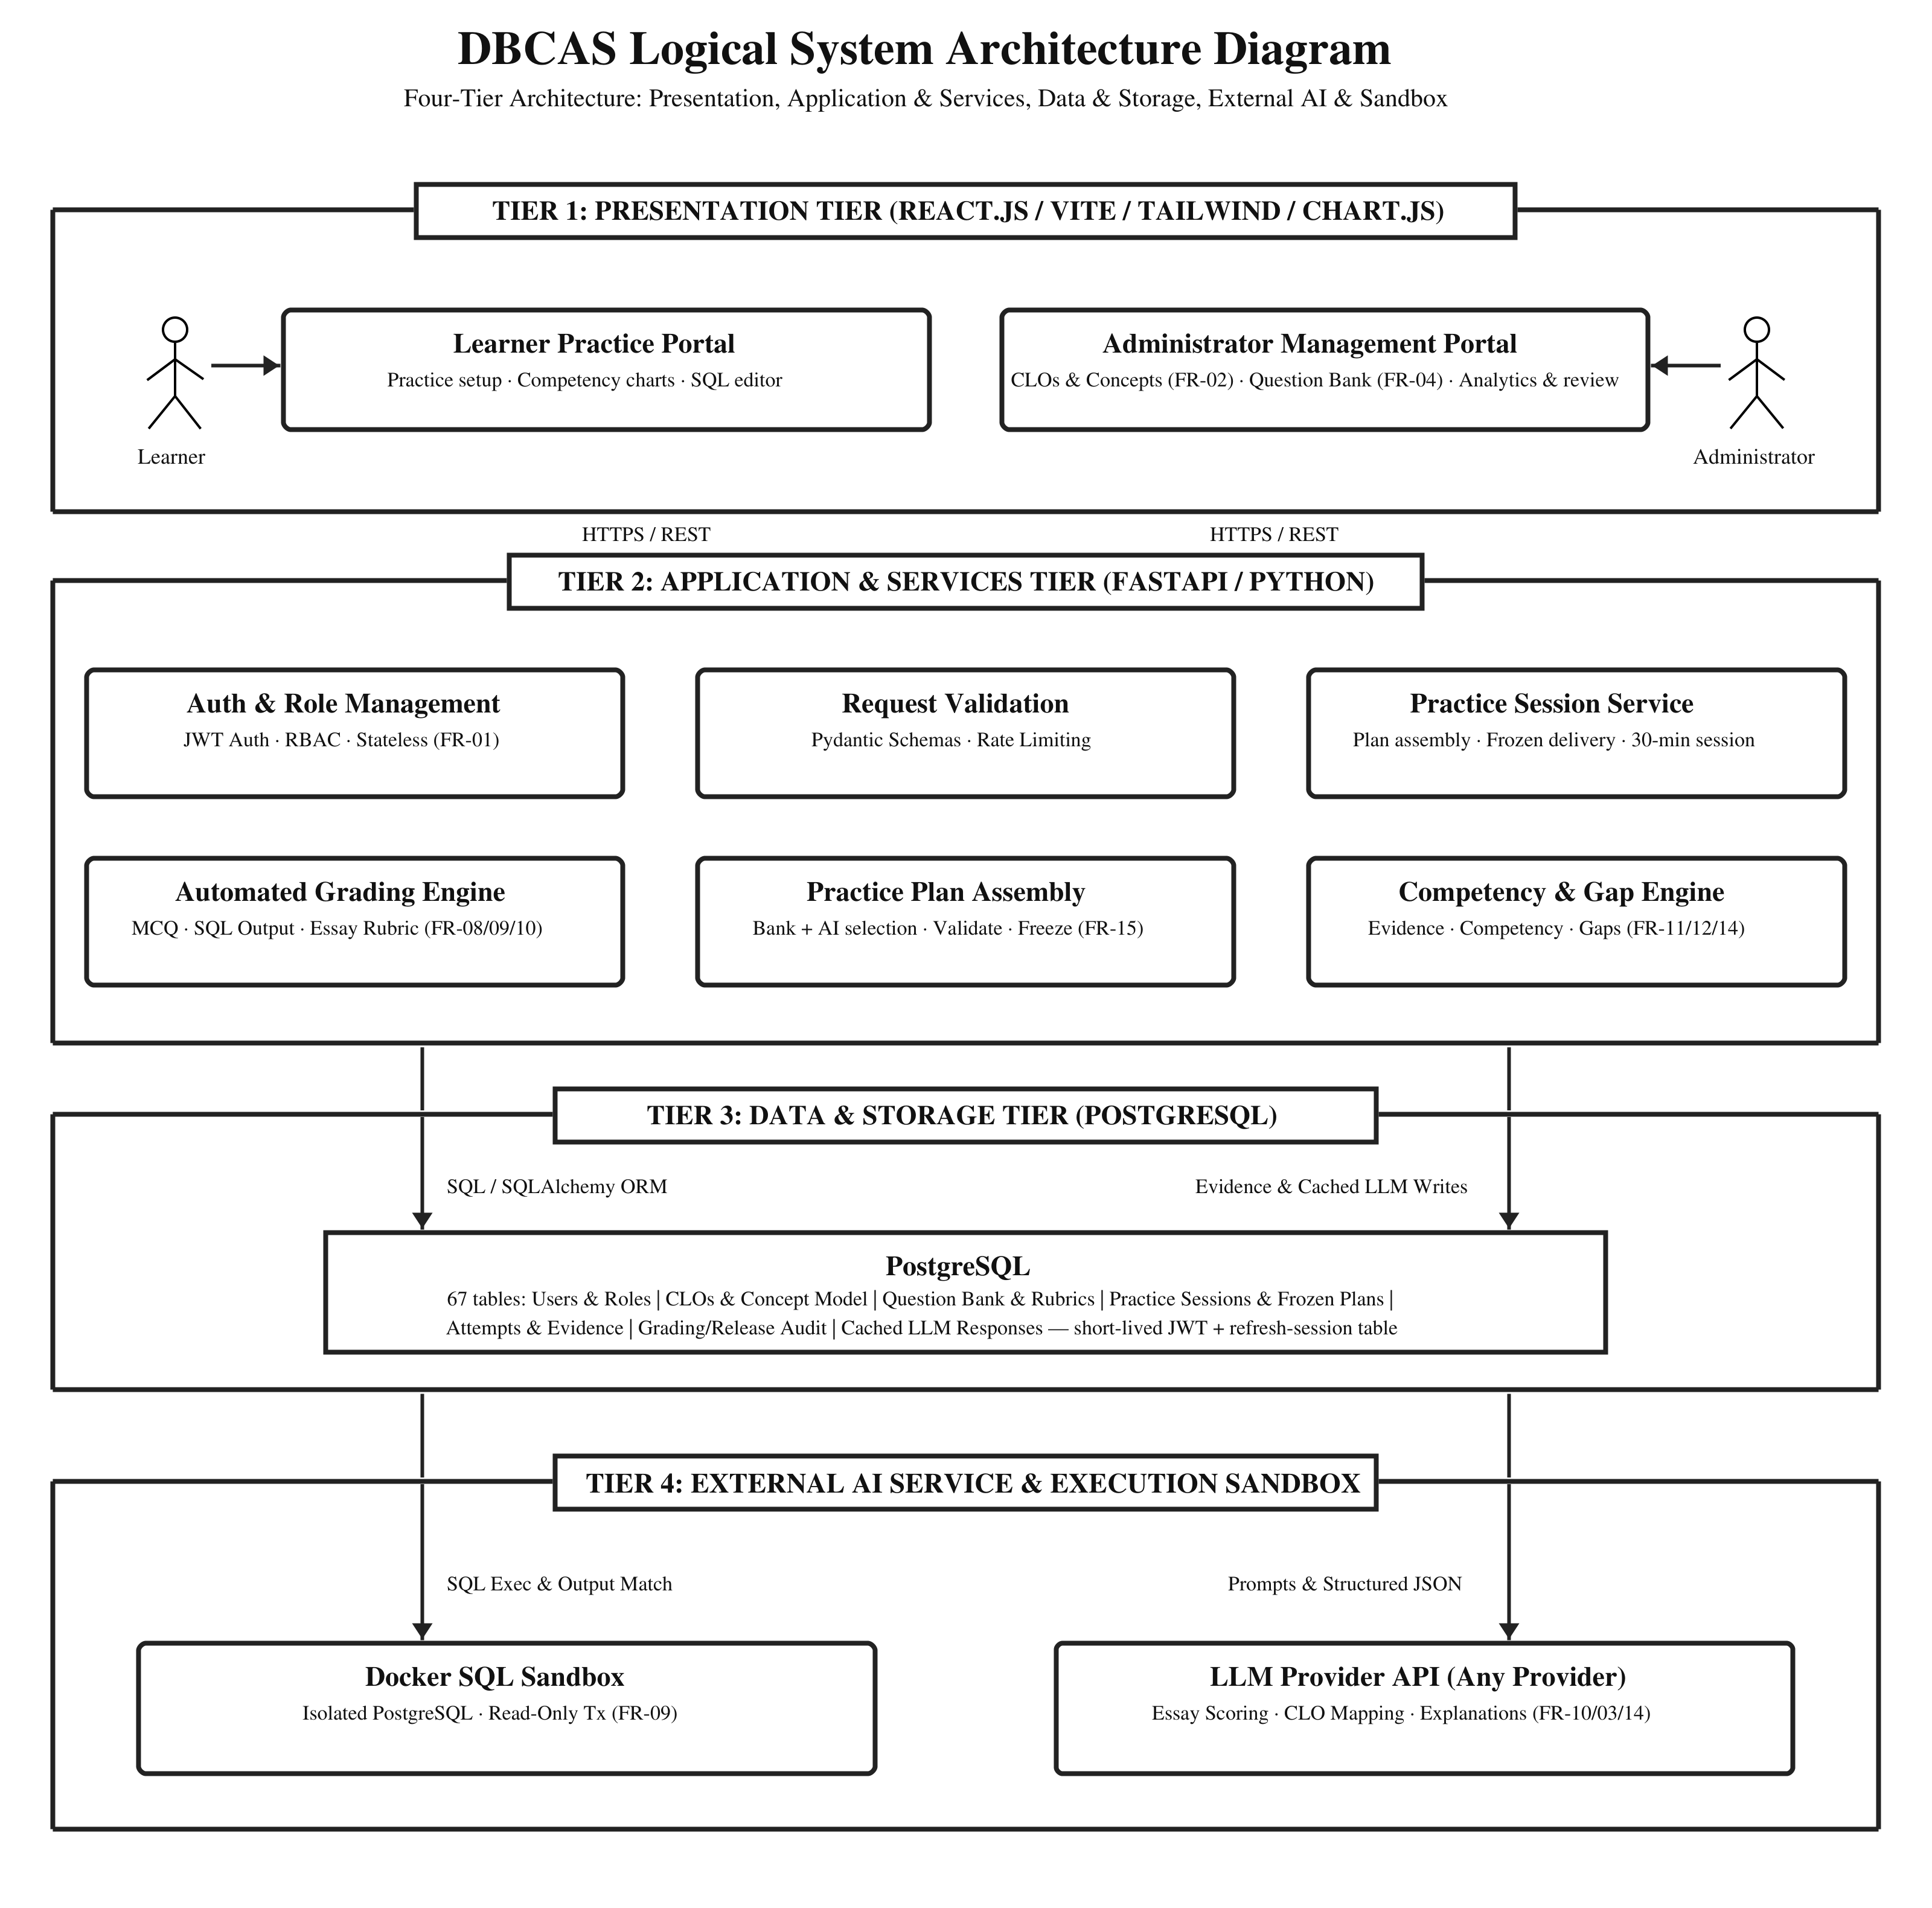 DBCAS Logical System Architecture Diagram
Four-Tier Architecture: Presentation, Application & Services, Data & Storage, External AI & Sandbox
TIER 1: PRESENTATION TIER (REACT.JS / VITE / TAILWIND / CHART.JS)
Learner Practice Portal
Practice setup · Competency charts · SQL editor
Learner
Administrator Management Portal
CLOs & Concepts (FR-02) · Question Bank (FR-04) · Analytics & review
Administrator
HTTPS / REST
HTTPS / REST
TIER 2: APPLICATION & SERVICES TIER (FASTAPI / PYTHON)
Auth & Role Management
JWT Auth · RBAC · Stateless (FR-01)
Request Validation
Pydantic Schemas · Rate Limiting
Practice Session Service
Plan assembly · Frozen delivery · 30-min session
Automated Grading Engine
MCQ · SQL Output · Essay Rubric (FR-08/09/10)
Practice Plan Assembly
Bank + AI selection · Validate · Freeze (FR-15)
Competency & Gap Engine
Evidence · Competency · Gaps (FR-11/12/14)
TIER 3: DATA & STORAGE TIER (POSTGRESQL)
SQL / SQLAlchemy ORM
Evidence & Cached LLM Writes
PostgreSQL
67 tables: Users & Roles | CLOs & Concept Model | Question Bank & Rubrics | Practice Sessions & Frozen Plans |
Attempts & Evidence | Grading/Release Audit | Cached LLM Responses — short-lived JWT + refresh-session table
TIER 4: EXTERNAL AI SERVICE & EXECUTION SANDBOX
SQL Exec & Output Match
Prompts & Structured JSON
Docker SQL Sandbox
Isolated PostgreSQL · Read-Only Tx (FR-09)
LLM Provider API (Any Provider)
Essay Scoring · CLO Mapping · Explanations (FR-10/03/14)